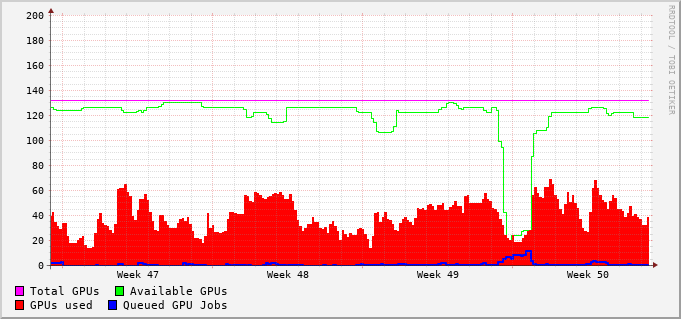 200
180
160
140
120
100
80
60
40
20
0
Week 47 Week 48 Week 49 Week 50
Total GPUs Available GPUs
GPUs used Queued GPU Jobs
RRDTOOL / TOBI OETIKER